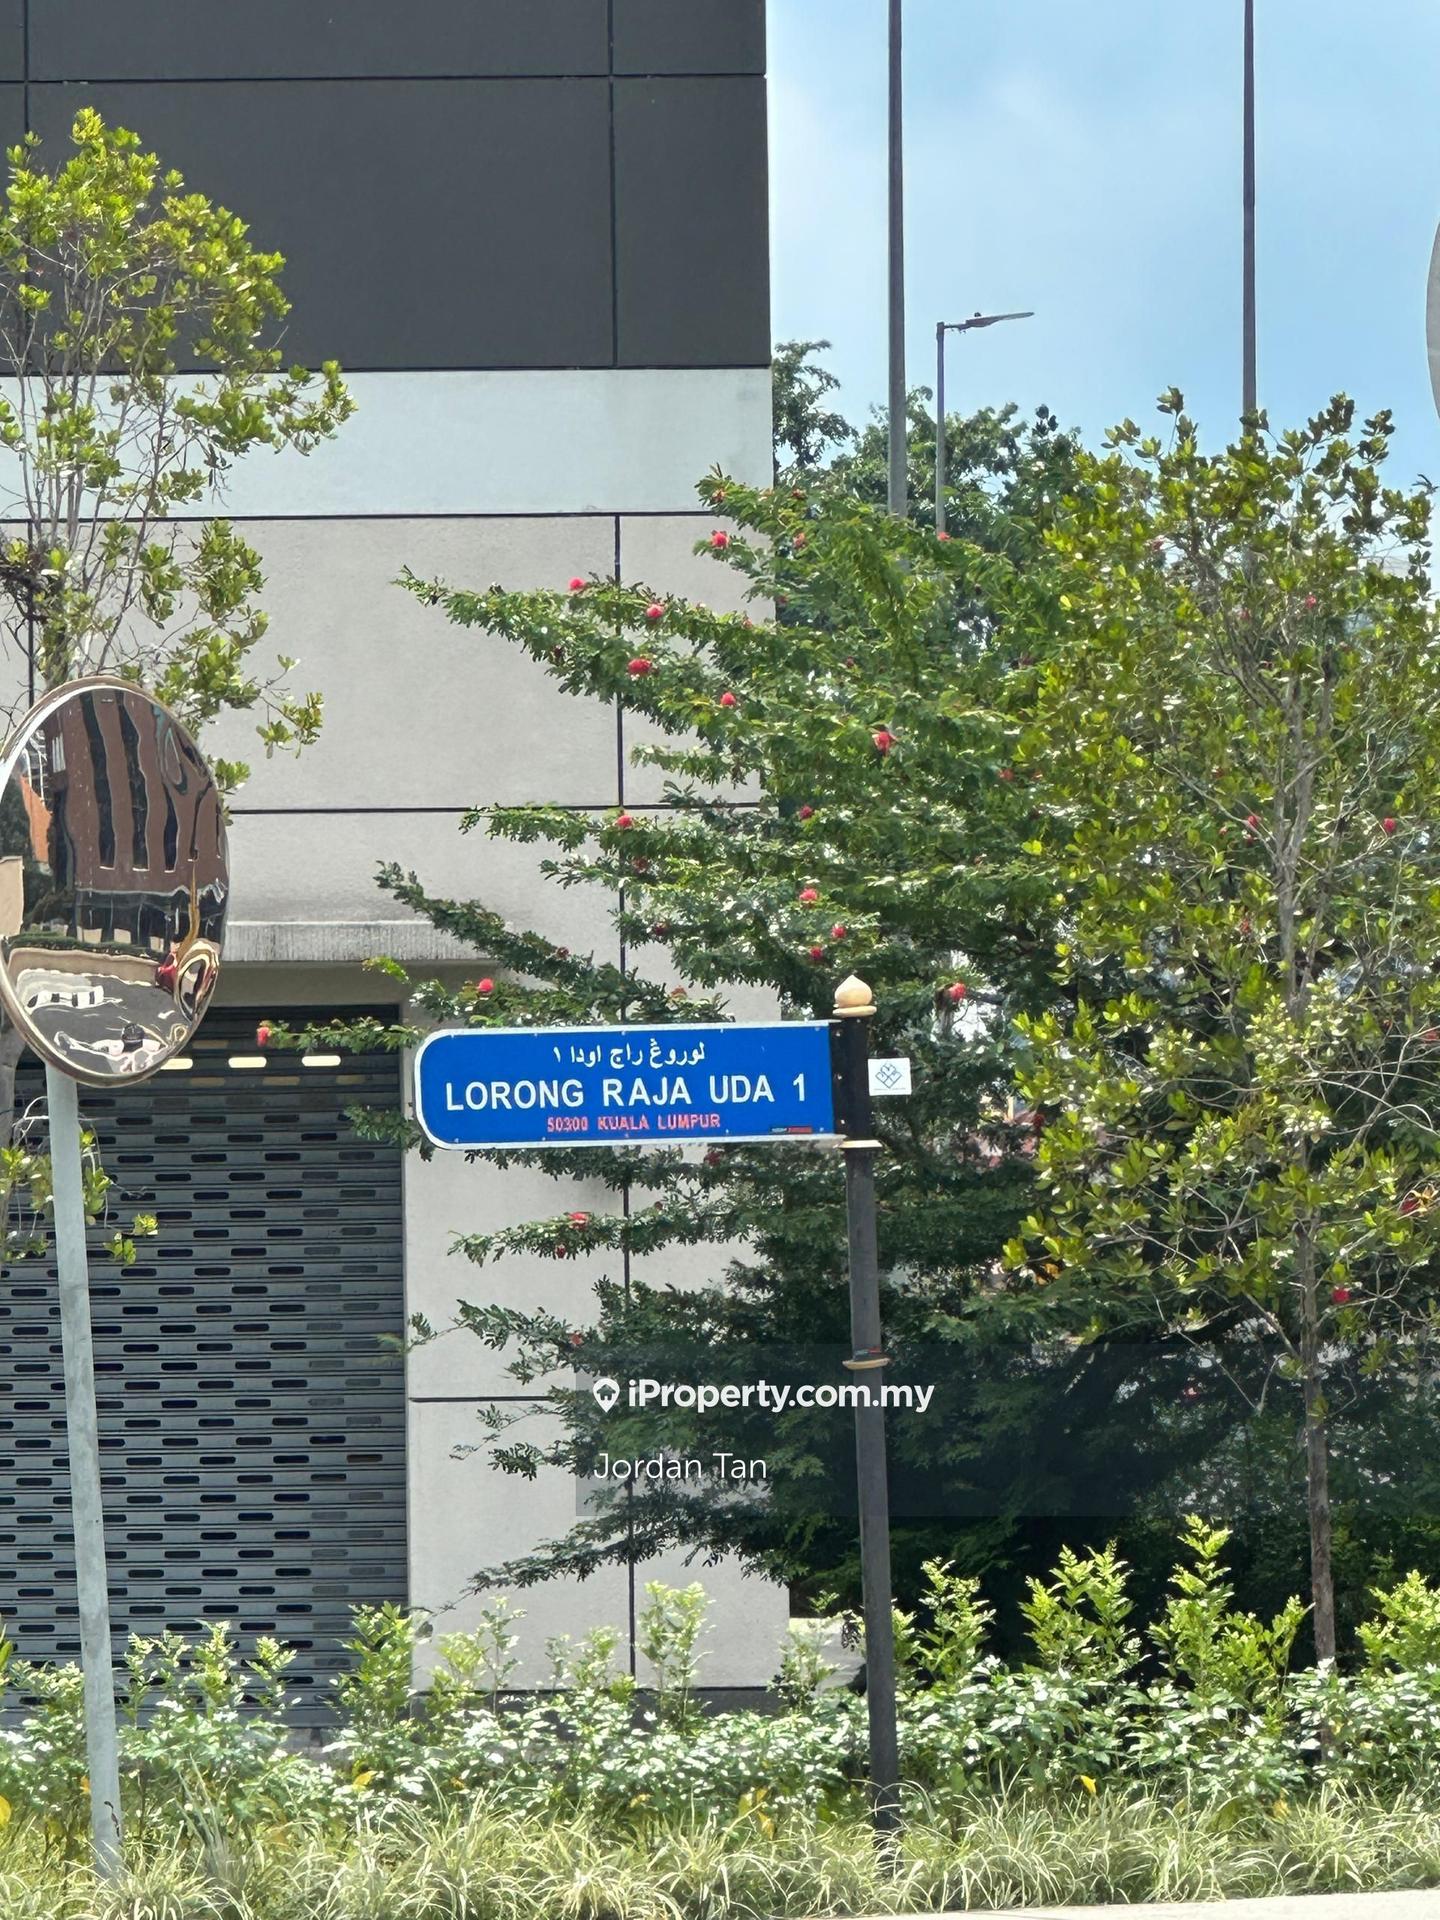 لوروڠ راج اودا ١
LORONG RAJA UDA 1
50300 KUALA LUMPUR
iProperty.com.my
Jordan Tan